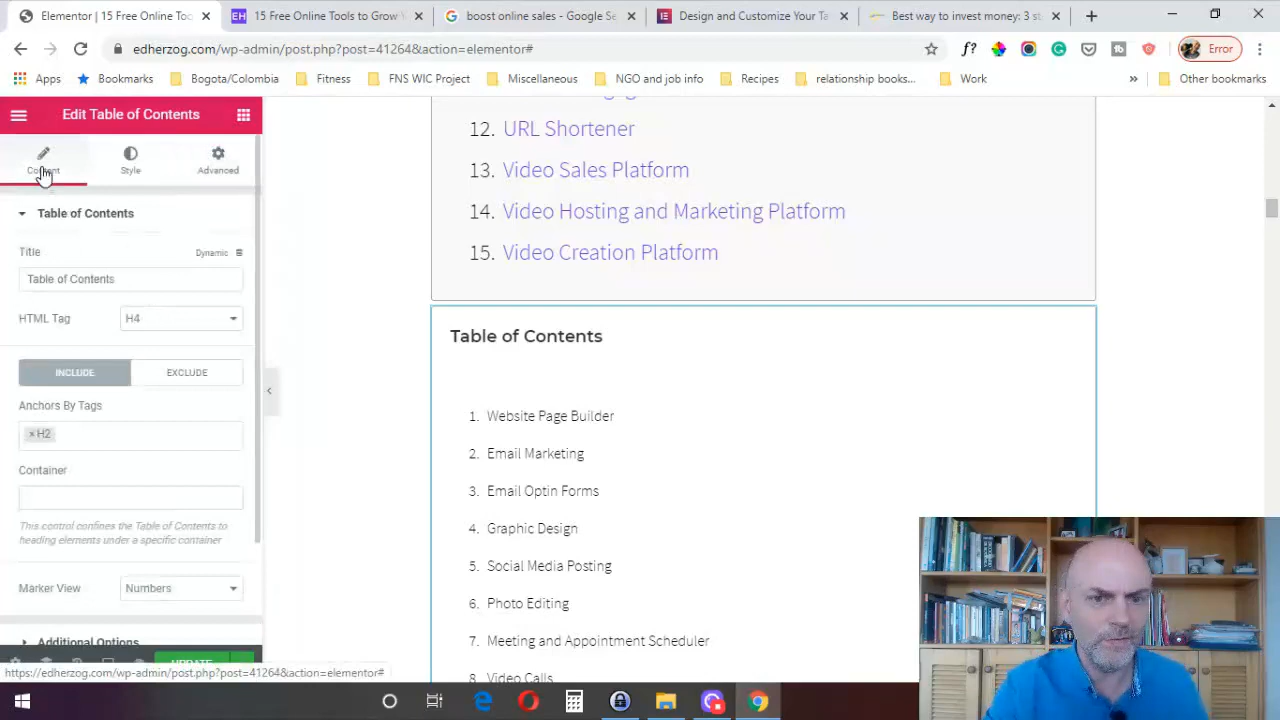 Elementor | 15 Free Online Too
15 Free Online Tools to Grow
boost online sales - Google Se
Design and Customize Your Ta
Best way to invest money: 3 s
edherzog.com/wp-admin/post.php?post=41264&action=elementor#
f?
Error
Apps
Bookmarks
Bogota/Colombia
Fitness
FNS WIC Project
Miscellaneous
NGO and job info
Recipes
relationship books...
Work
»
Other bookmarks
Edit Table of Contents
Content
Style
Advanced
Table of Contents
Title
Dynamic
Table of Contents
HTML Tag
H4
INCLUDE
EXCLUDE
Anchors By Tags
×H2
Container
This control confines the Table of Contents to
heading elements under a specific container
Marker View
Numbers
Additional Options
UPDATE
https://edherzog.com/wp-admin/post.php?post=41264&action=elementor#
12. URL Shortener
13. Video Sales Platform
14. Video Hosting and Marketing Platform
15. Video Creation Platform
Table of Contents
1. Website Page Builder
2. Email Marketing
3. Email Optin Forms
4. Graphic Design
5. Social Media Posting
6. Photo Editing
7. Meeting and Appointment Scheduler
8. Video Calls